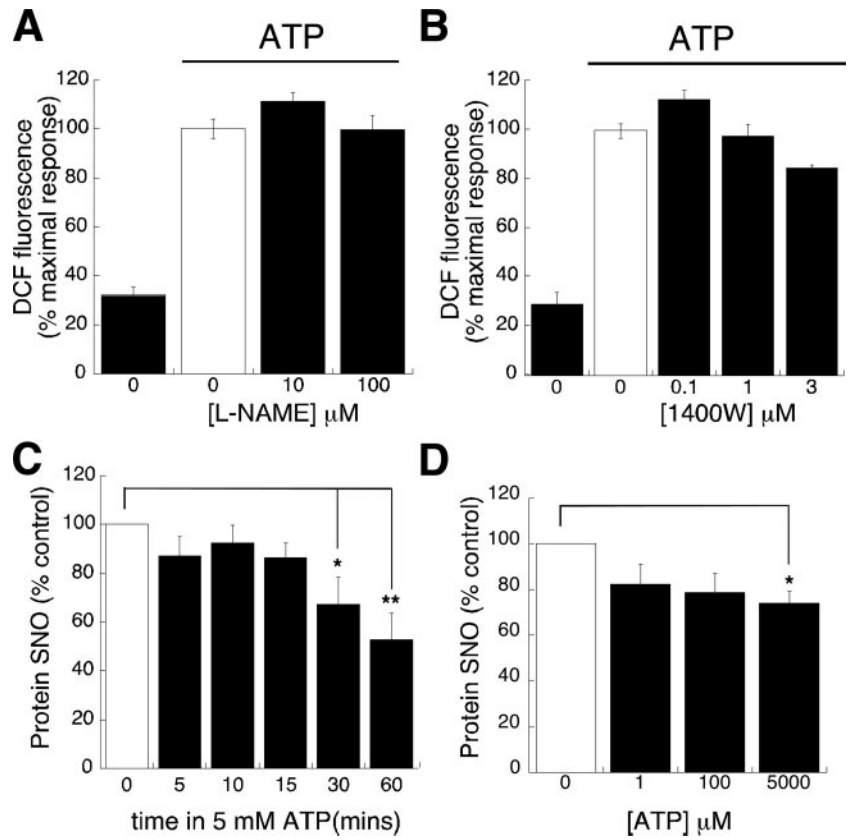 A
ATP
DCF fluorescence
(% maximal response)
120
100
80
60
40
20
0
0 0 10 100
[L-NAME] μM
B
ATP
DCF fluorescence
(% maximal response)
120
100
80
60
40
20
0
0 0 0.1 1 3
[1400W] μM
C
Protein SNO (% control)
120
100
80
60
40
20
0
*
**
0 5 10 15 30 60
time in 5 mM ATP(mins)
D
Protein SNO (% control)
120
100
80
60
40
20
0
*
0 1 100 5000
[ATP] μM